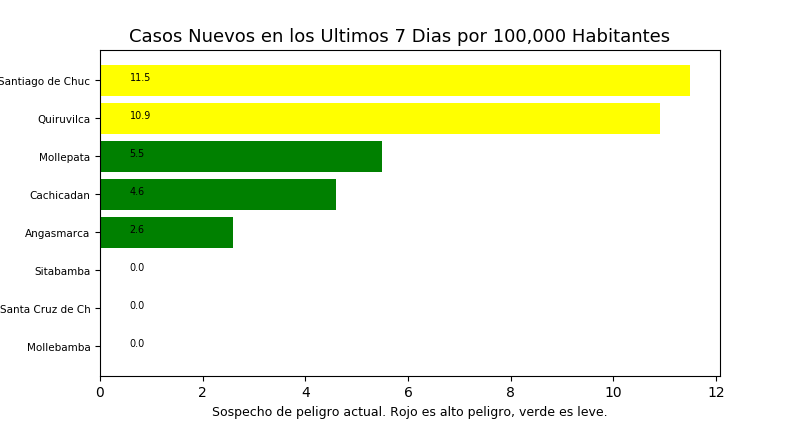 Casos Nuevos en los Ultimos 7 Dias por 100,000 Habitantes
Santiago de Chuc 11.5
Quiruvilca 10.9
Mollepata 5.5
Cachicadan 4.6
Angasmarca 2.6
Sitabamba 0.0
Santa Cruz de Ch 0.0
Mollebamba 0.0
0 2 4 6 8 10 12
Sospecho de peligro actual. Rojo es alto peligro, verde es leve.